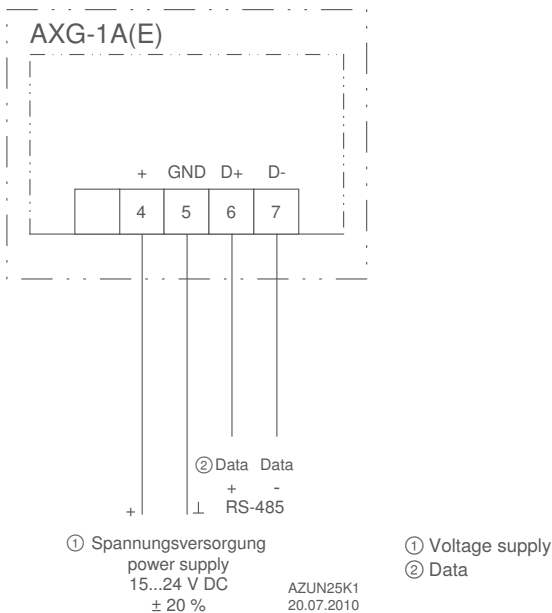 AXG-1A(E)
+ GND D+ D-
4 5 6 7
② Data Data
+ -
+ ⊥ RS-485
① Spannungsversorgung
power supply
15...24 V DC
± 20 %
AZUN25K1
20.07.2010
① Voltage supply
② Data